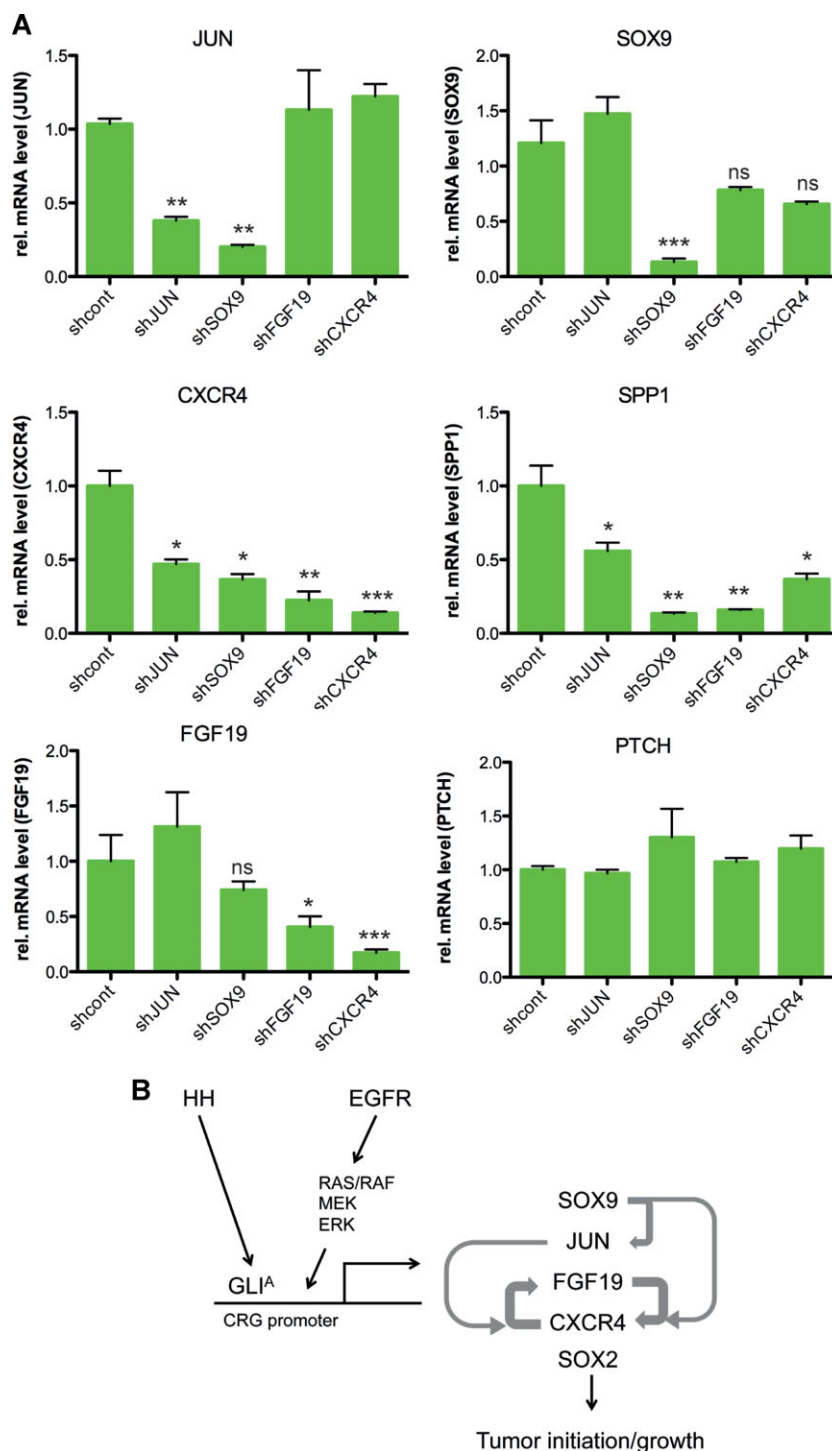 A
JUN
rel. mRNA level (JUN)
1.5
1.0
0.5
0.0
**
**
shcont
shJUN
shSOX9
shFGF19
shCXCR4
SOX9
rel. mRNA level (SOX9)
2.0
1.5
1.0
0.5
0.0
***
ns
ns
shcont
shJUN
shSOX9
shFGF19
shCXCR4
CXCR4
rel. mRNA level (CXCR4)
1.5
1.0
0.5
0.0
*
*
**
***
shcont
shJUN
shSOX9
shFGF19
shCXCR4
SPP1
rel. mRNA level (SPP1)
1.5
1.0
0.5
0.0
*
**
**
*
shcont
shJUN
shSOX9
shFGF19
shCXCR4
FGF19
rel. mRNA level (FGF19)
2.0
1.5
1.0
0.5
0.0
ns
*
***
shcont
shJUN
shSOX9
shFGF19
shCXCR4
PTCH
rel. mRNA level (PTCH)
2.0
1.5
1.0
0.5
0.0
shcont
shJUN
shSOX9
shFGF19
shCXCR4
B
HH
EGFR
RAS/RAF
MEK
ERK
GLIᴬ
CRG promoter
SOX9
JUN
FGF19
CXCR4
SOX2
Tumor initiation/growth